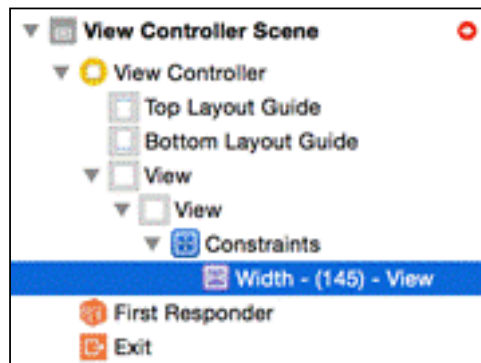 View Controller Scene
View Controller
Top Layout Guide
Bottom Layout Guide
View
View
Constraints
Width - (145) - View
First Responder
Exit